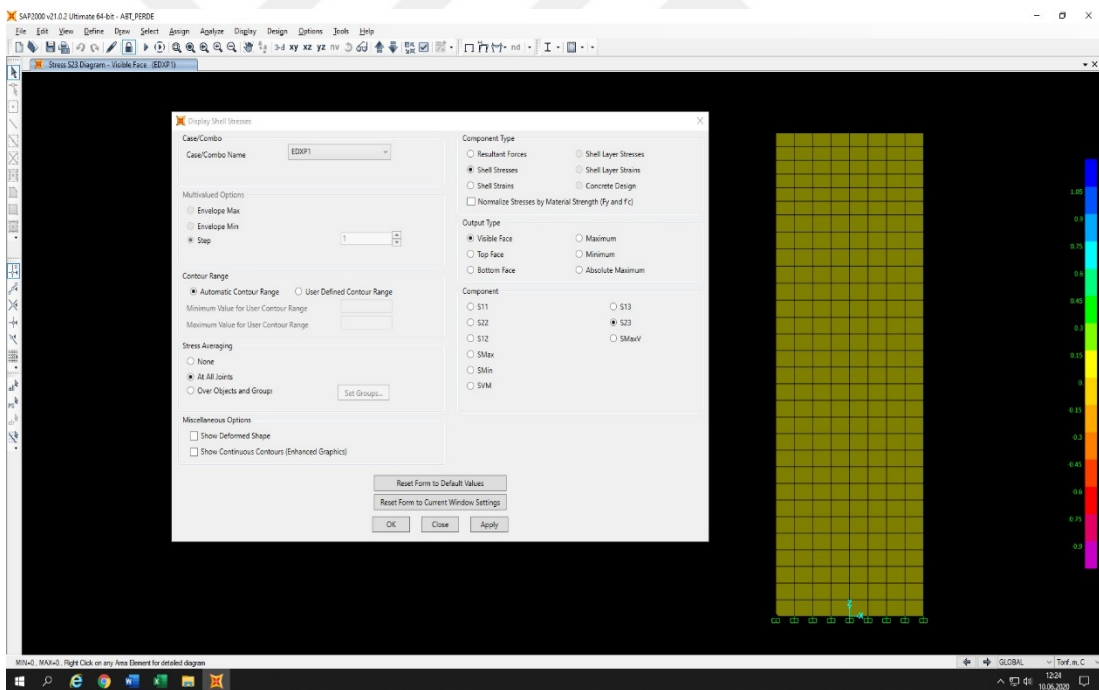 SAP2000 v21.0.2 Ultimate 64-bit - ABT_PERDE
File Edit View Define Draw Select Assign Analyze Display Design Options Tools Help
3-d xy xz yz nv nd
Stress S23 Diagram - Visible Face (EDXP1)
Display Shell Stresses
Case/Combo
Case/Combo Name EDXP1
Multivalued Options
Envelope Max
Envelope Min
Step 1
Contour Range
Automatic Contour Range User Defined Contour Range
Minimum Value for User Contour Range
Maximum Value for User Contour Range
Stress Averaging
None
At All Joints
Over Objects and Groups Set Groups...
Miscellaneous Options
Show Deformed Shape
Show Continuous Contours (Enhanced Graphics)
Component Type
Resultant Forces Shell Layer Stresses
Shell Stresses Shell Layer Strains
Shell Strains Concrete Design
Normalize Stresses by Material Strength (Fy and f'c)
Output Type
Visible Face Maximum
Top Face Minimum
Bottom Face Absolute Maximum
Component
S11 S13
S22 S23
S12 SMaxV
SMax
SMin
SVM
Reset Form to Default Values
Reset Form to Current Window Settings
OK Close Apply
1.05
0.9
0.75
0.6
0.45
0.3
0.15
0.
-0.15
-0.3
-0.45
-0.6
-0.75
-0.9
Z
X
MIN=0., MAX=0., Right Click on any Area Element for detailed diagram
GLOBAL Tonf, m, C
12:24
10.06.2020